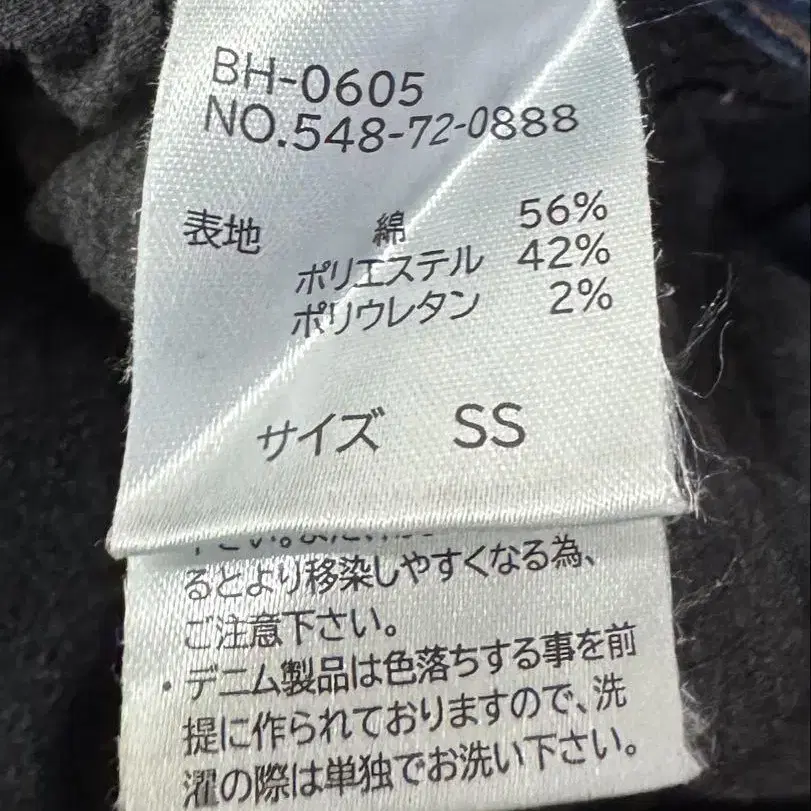 BH-0605
NO.548-72-0888
表地 綿 56%
ポリエステル 42%
ポリウレタン 2%
サイズ SS
るとより移染しやすくなる為、
ご注意下さい。
・デニム製品は色落ちする事を前
提に作られておりますので、洗
濯の際は単独でお洗い下さい。